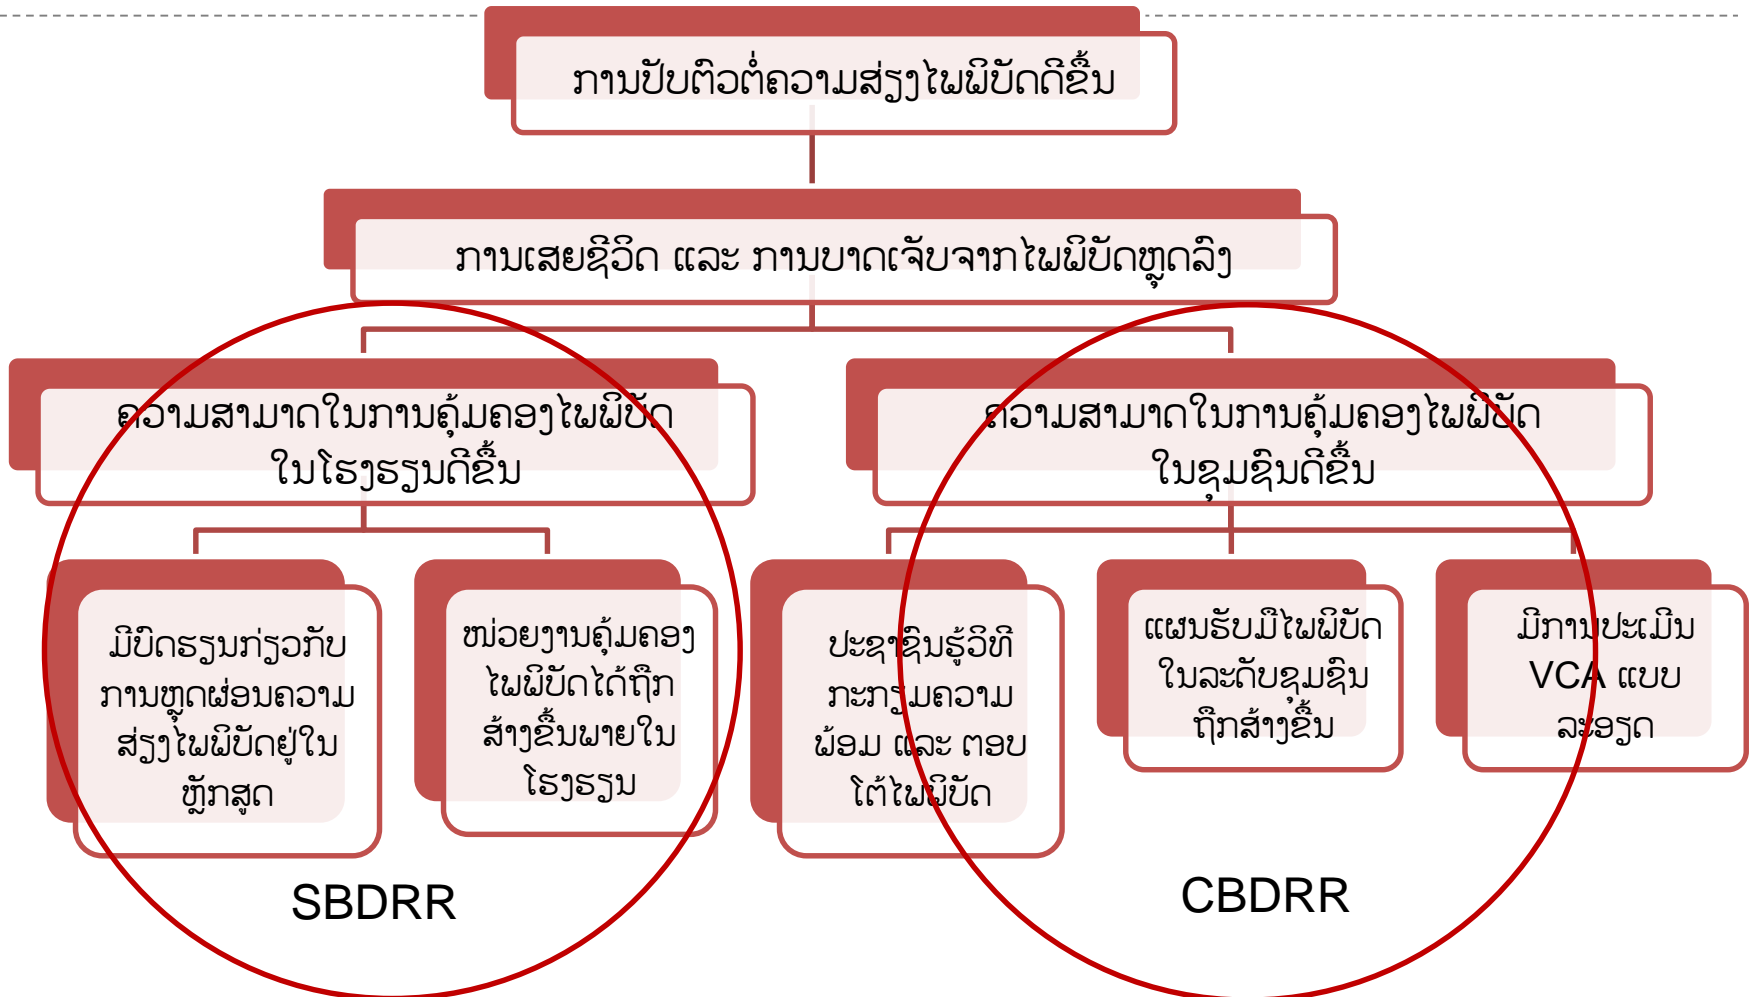 ການປັບຕົວຕໍ່ຄວາມສ່ຽງໄພພິບັດດີຂຶ້ນ
ການເສຍຊີວິດ ແລະ ການບາດເຈັບຈາກໄພພິບັດຫຼຸດລົງ
ຄວາມສາມາດໃນການຄຸ້ມຄອງໄພພິບັດ
ໃນໂຮງຮຽນດີຂຶ້ນ
ຄວາມສາມາດໃນການຄຸ້ມຄອງໄພພິບັດ
ໃນຊຸມຊົນດີຂຶ້ນ
ມີບົດຮຽນກ່ຽວກັບ
ການຫຼຸດຜ່ອນຄວາມ
ສ່ຽງໄພພິບັດຢູ່ໃນ
ຫຼັກສູດ
ໜ່ວຍງານຄຸ້ມຄອງ
ໄພພິບັດໄດ້ຖືກ
ສ້າງຂຶ້ນພາຍໃນ
ໂຮງຮຽນ
ປະຊາຊົນຮູ້ວິທີ
ກະກຽມຄວາມ
ພ້ອມ ແລະ ຕອບ
ໂຕ້ໄພພິບັດ
ແຜນຮັບມືໄພພິບັດ
ໃນລະດັບຊຸມຊົນ
ຖືກສ້າງຂຶ້ນ
ມີການປະເມີນ
VCA ແບບ
ລະອຽດ
SBDRR
CBDRR